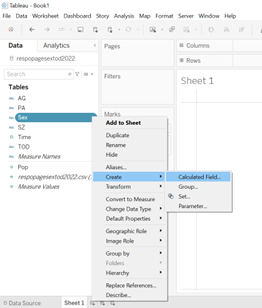 Tableau - Book1
File Data Worksheet Dashboard Story Analysis Map Format Server Window Help
Data Analytics
respopagesextod2022
Search
Tables
AG
PA
Sex
SZ
Time
TOD
Measure Names
Pop
respopagesextod2022.csv (
Measure Values
Pages
Filters
Marks
Columns
Rows
Sheet 1
Add to Sheet
Duplicate
Rename
Hide
Aliases...
Create
Transform
Convert to Measure
Change Data Type
Default Properties
Geographic Role
Image Role
Group by
Folders
Hierarchy
Replace References...
Describe...
Calculated Field...
Group...
Set...
Parameter...
Data Source Sheet 1